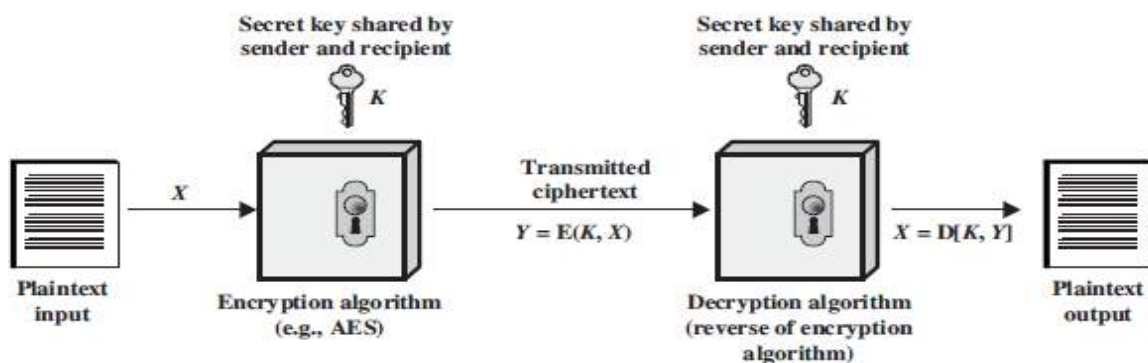 Secret key shared by
sender and recipient
K
Secret key shared by
sender and recipient
K
X
Transmitted
ciphertext
Y = E(K, X)
X = D[K, Y]
Plaintext
input
Encryption algorithm
(e.g., AES)
Decryption algorithm
(reverse of encryption
algorithm)
Plaintext
output